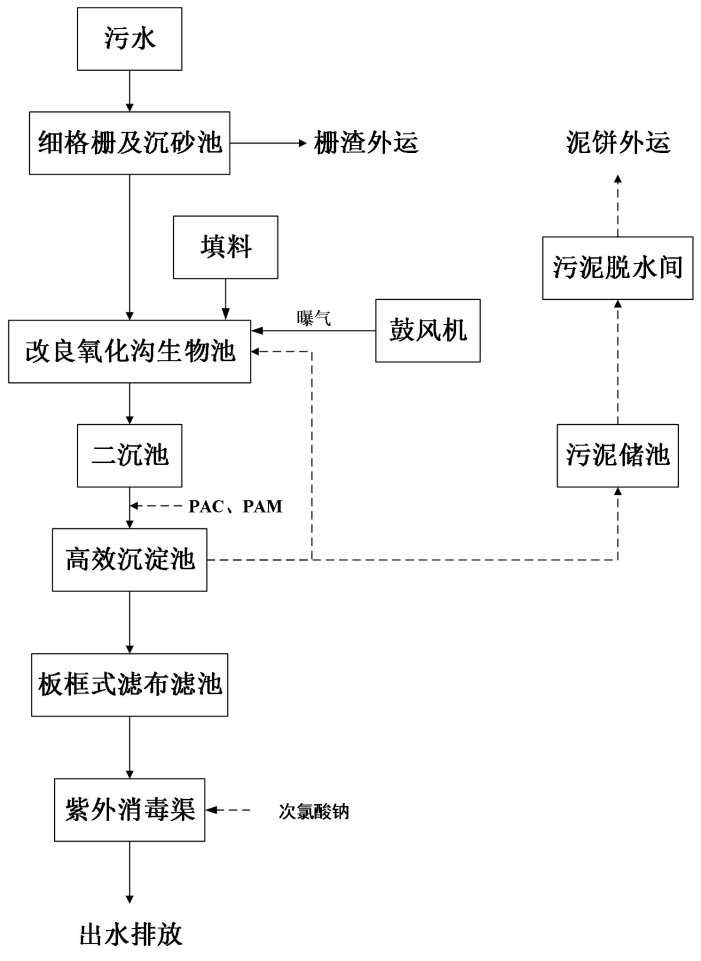 污水
细格栅及沉砂池
栅渣外运
泥饼外运
填料
污泥脱水间
曝气
鼓风机
改良氧化沟生物池
二沉池
污泥储池
PAC、PAM
高效沉淀池
板框式滤布滤池
紫外消毒渠
次氯酸钠
出水排放